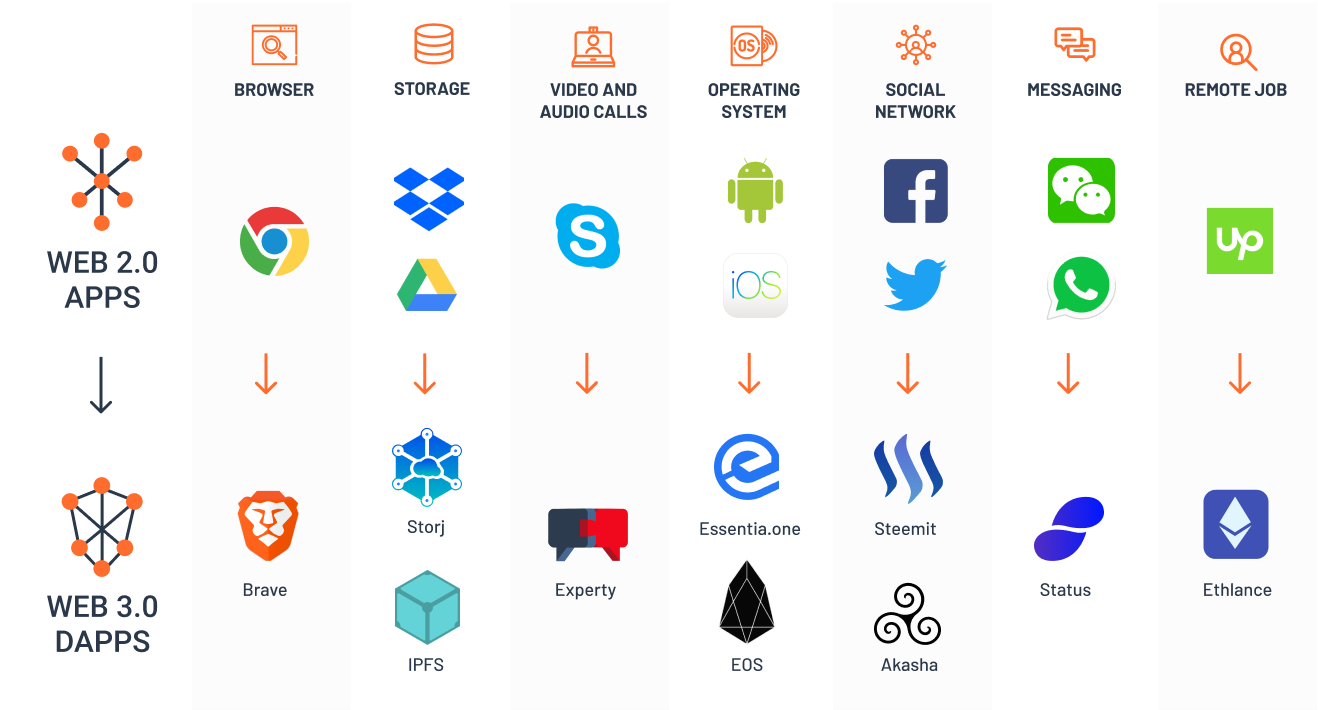 BROWSER
STORAGE
VIDEO AND
AUDIO CALLS
OPERATING
SYSTEM
SOCIAL
NETWORK
MESSAGING
REMOTE JOB
OS
WEB 2.0
APPS
S
iOS
f
up
WEB 3.0
DAPPS
Brave
Storj
IPFS
Experty
Essentia.one
EOS
Steemit
Akasha
Status
Ethlance